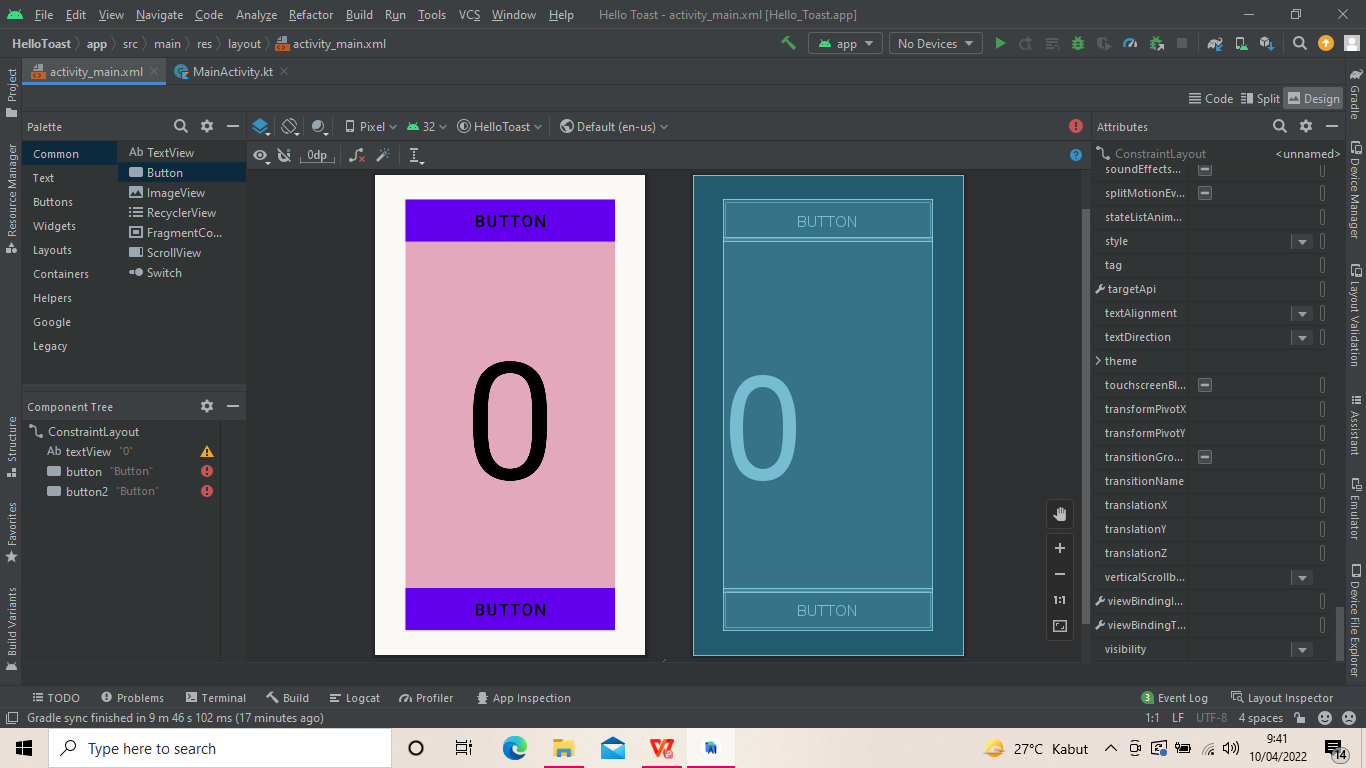 File Edit View Navigate Code Analyze Refactor Build Run Tools VCS Window Help Hello Toast - activity_main.xml [Hello_Toast.app]
HelloToast app src main res layout activity_main.xml app No Devices
activity_main.xml MainActivity.kt
Code Split Design
Palette Pixel 32 HelloToast Default (en-us) Attributes
0dp ConstraintLayout <unnamed>
Common
Text
Buttons
Widgets
Layouts
Containers
Helpers
Google
Legacy
Ab TextView
Button
ImageView
RecyclerView
FragmentCo...
ScrollView
Switch
Component Tree
ConstraintLayout
Ab textView "0"
button "Button"
button2 "Button"
BUTTON
0
BUTTON
BUTTON
0
BUTTON
1:1
soundEffects...
splitMotionEv...
stateListAnim...
style
tag
targetApi
textAlignment
textDirection
theme
touchscreenBl...
transformPivotX
transformPivotY
transitionGro...
transitionName
translationX
translationY
translationZ
verticalScrollb...
viewBindingI...
viewBindingT...
visibility
Project
Resource Manager
Structure
Favorites
Build Variants
Gradle
Device Manager
Layout Validation
Assistant
Emulator
Device File Explorer
TODO Problems Terminal Build Logcat Profiler App Inspection 3 Event Log Layout Inspector
Gradle sync finished in 9 m 46 s 102 ms (17 minutes ago) 1:1 LF UTF-8 4 spaces
Type here to search 27°C Kabut 9:41
10/04/2022 14